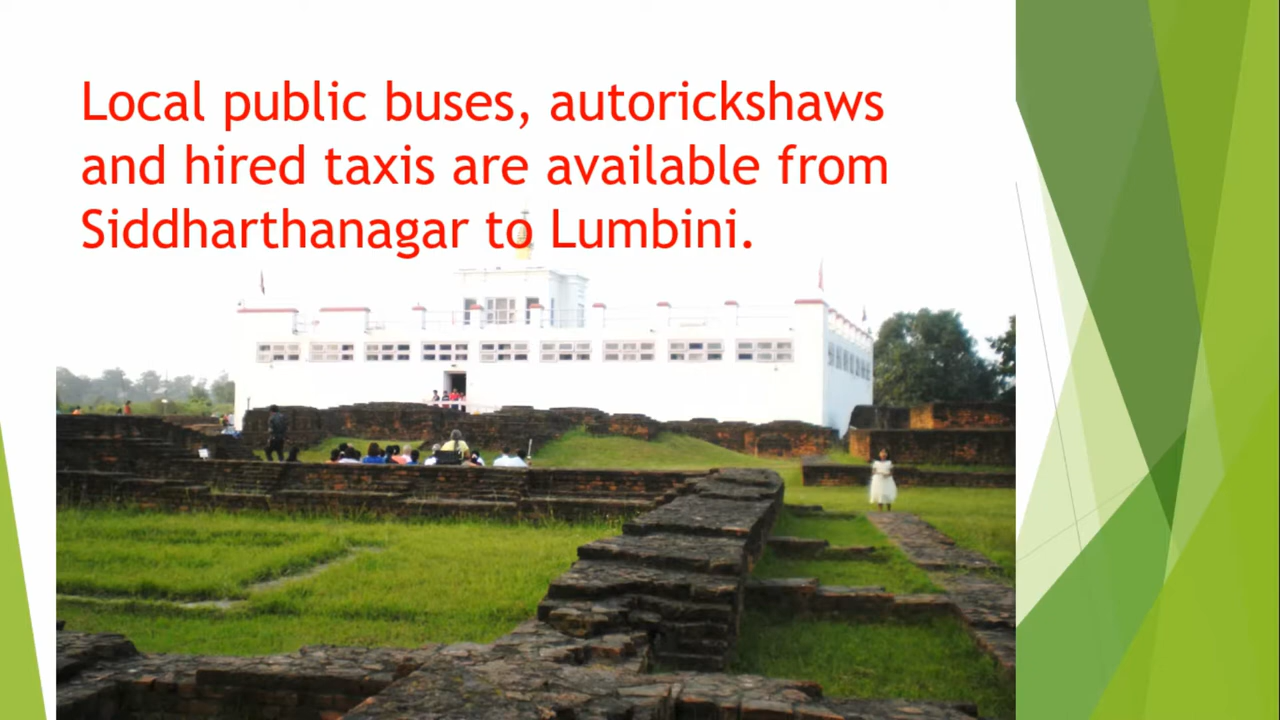 Local public buses, autorickshaws
and hired taxis are available from
Siddharthanagar to Lumbini.